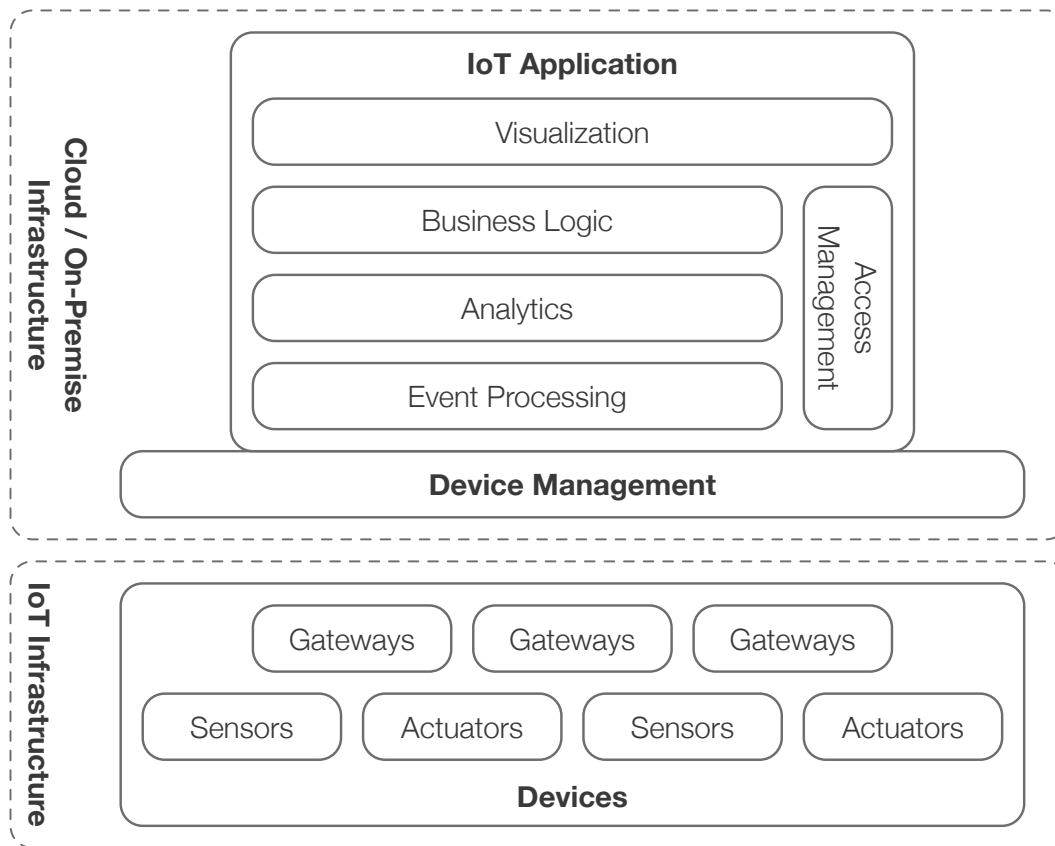 Cloud / On-Premise
Infrastructure
IoT Application
Visualization
Business Logic
Analytics
Event Processing
Access
Management
Device Management
IoT Infrastructure
Gateways
Gateways
Gateways
Sensors
Actuators
Sensors
Actuators
Devices